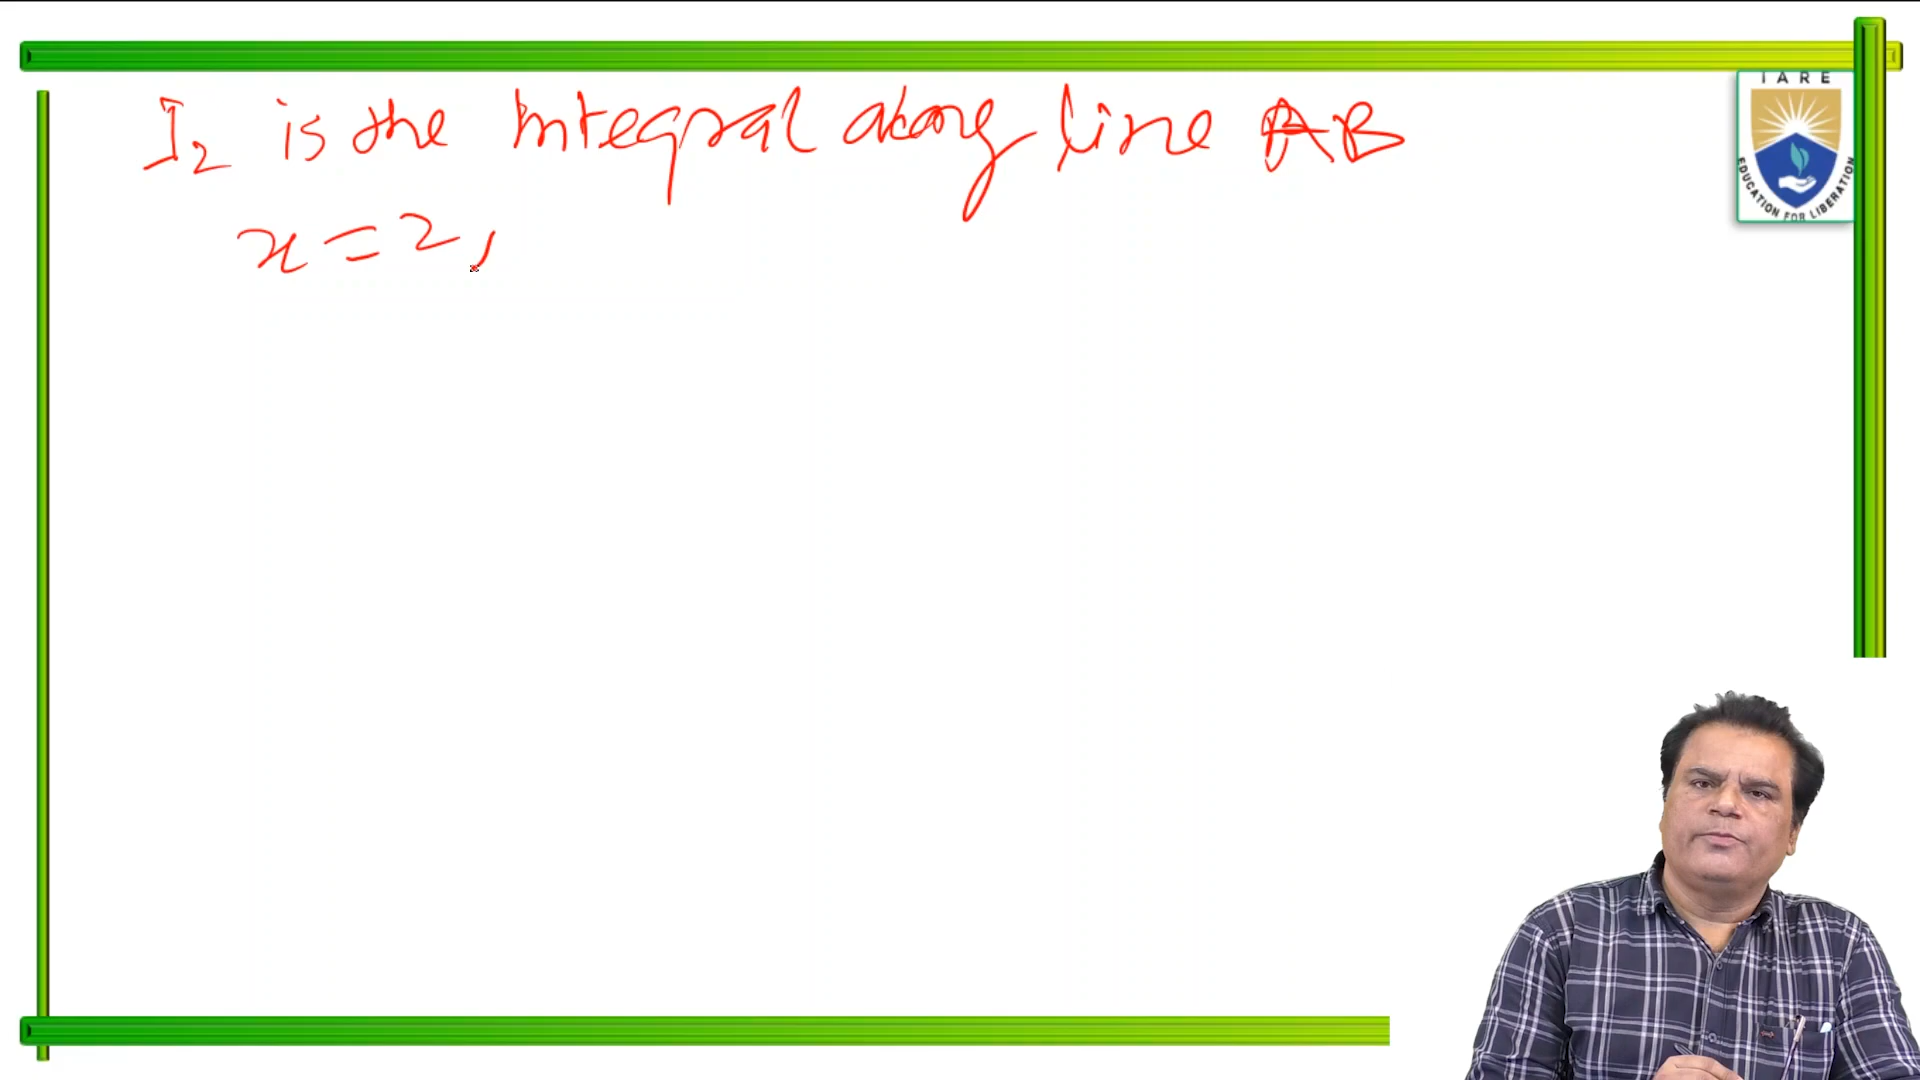 I₂ is the integral along line AB
x = 2,
IARE
EDUCATION FOR LIBERATION